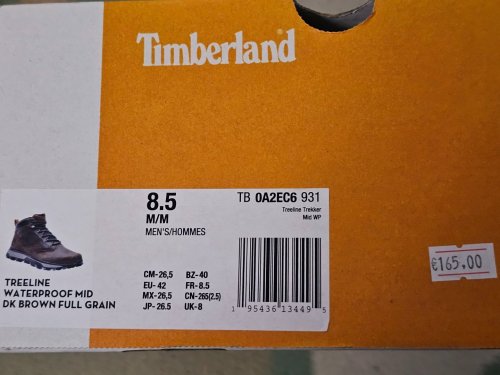 Timberland
8.5
M/M
MEN'S/HOMMES
TB 0A2EC6 931
Treeline Trekker
Mid WP
CM-26,5 BZ-40
EU-42 FR-8.5
MX-26,5 CN-265(2.5)
JP-26.5 UK-8
TREELINE
WATERPROOF MID
DK BROWN FULL GRAIN
1 95436 13449 5
€165.00